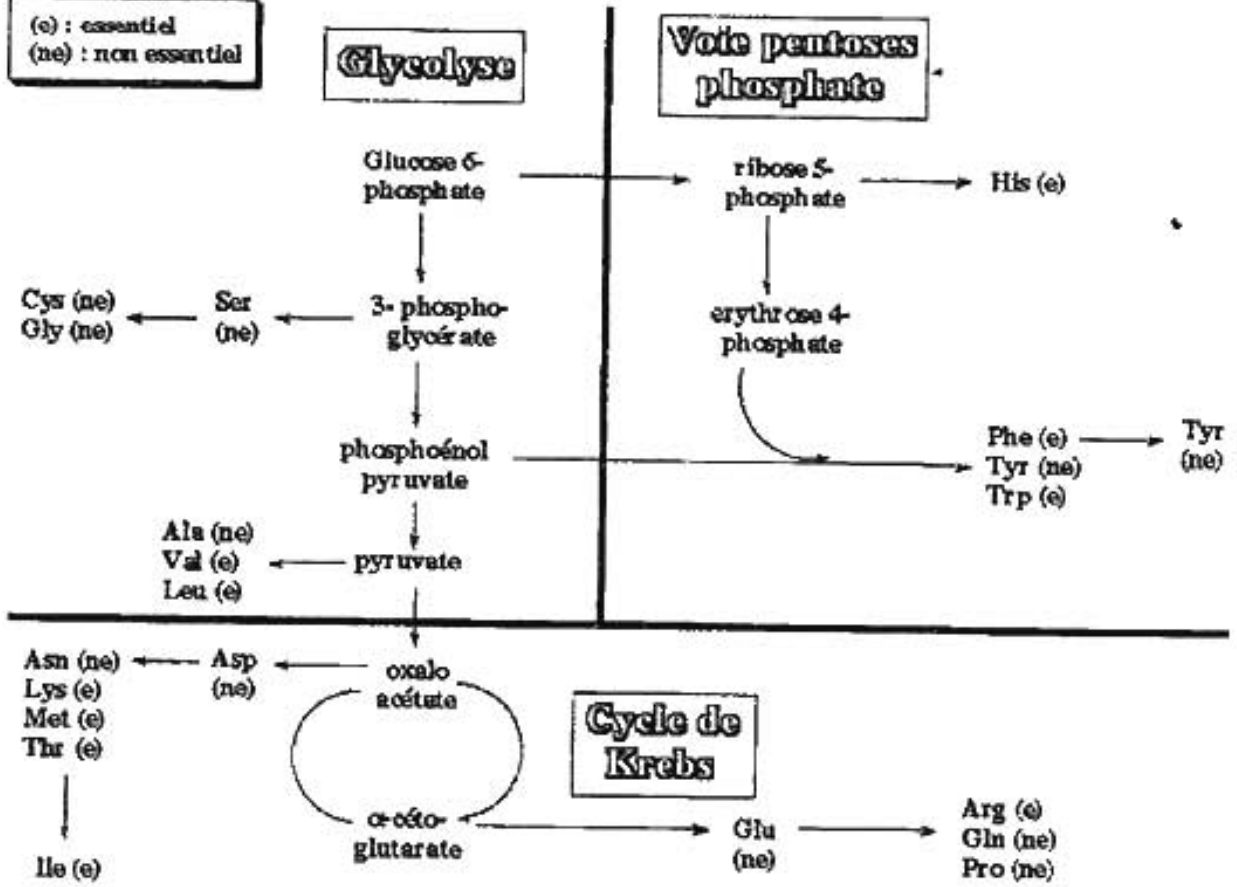 (e) : essentiel
(ne) : non essentiel
Glycolyse
Voie pentoses
phosphate
Glucose 6-
phosphate
ribose 5-
phosphate
His (e)
Cys (ne)
Gly (ne)
Ser
(ne)
3- phospho-
glycérate
erythrose 4-
phosphate
phosphoénol
pyruvate
Phe (e)
Tyr (ne)
Trp (e)
Tyr
(ne)
Ala (ne)
Val (e)
Leu (e)
pyruvate
Asn (ne)
Lys (e)
Met (e)
Thr (e)
Asp
(ne)
oxalo
acétate
Cycle de
Krebs
Ile (e)
α-céto-
glutarate
Glu
(ne)
Arg (e)
Gln (ne)
Pro (ne)